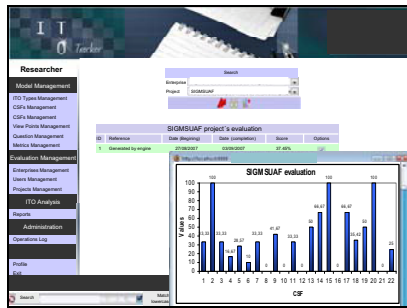 I T
O Tracker
Researcher
Model Management
ITO Types Management
CSFs Management
CSFs Management
View Points Management
Question Management
Metrics Management
Evaluation Management
Enterprises Management
Users Management
Projects Management
ITO Analysis
Reports
Administration
Operations Log
Profile
Exit
Search
Enterprise
Project SIGMSUAF
SIGMSUAF project´s evaluation
ID Reference Date (Begining) Date (completion) Score Options
1 Generated by engine 27/08/2007 03/09/2007 37.46%
SIGMSUAF evaluation
Values
100
90
80
70
60
50
40
30
20
10
0
33,33 100 33,33 16,67 28,57 10 33,33 0 41,67 0 33,33 0 50 66,67 100 0 66,67 35,42 50 100 0 25
1 2 3 4 5 6 7 8 9 10 11 12 13 14 15 16 17 18 19 20 21 22
CSF
Search